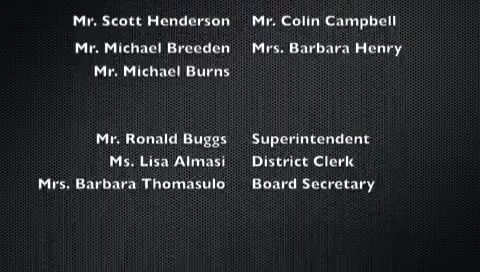 Mr. Scott Henderson Mr. Colin Campbell
Mr. Michael Breeden Mrs. Barbara Henry
Mr. Michael Burns
Mr. Ronald Buggs Superintendent
Ms. Lisa Almasi District Clerk
Mrs. Barbara Thomasulo Board Secretary